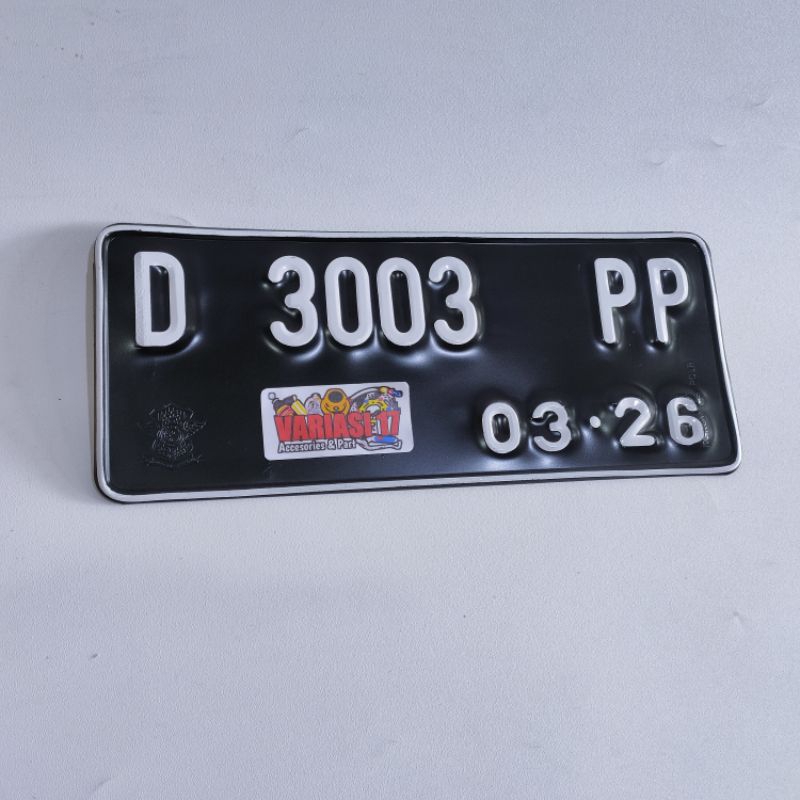 D 3003 PP
03·26
VARIASI 17
Accesories & Part